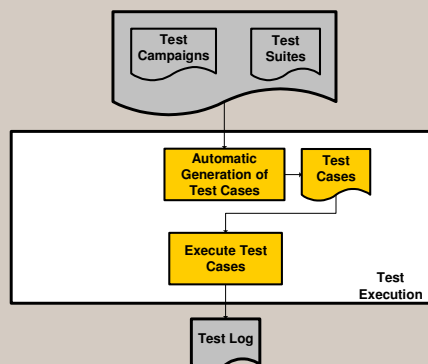 Test
Campaigns
Test
Suites
Automatic
Generation of
Test Cases
Test
Cases
Execute Test
Cases
Test
Execution
Test Log